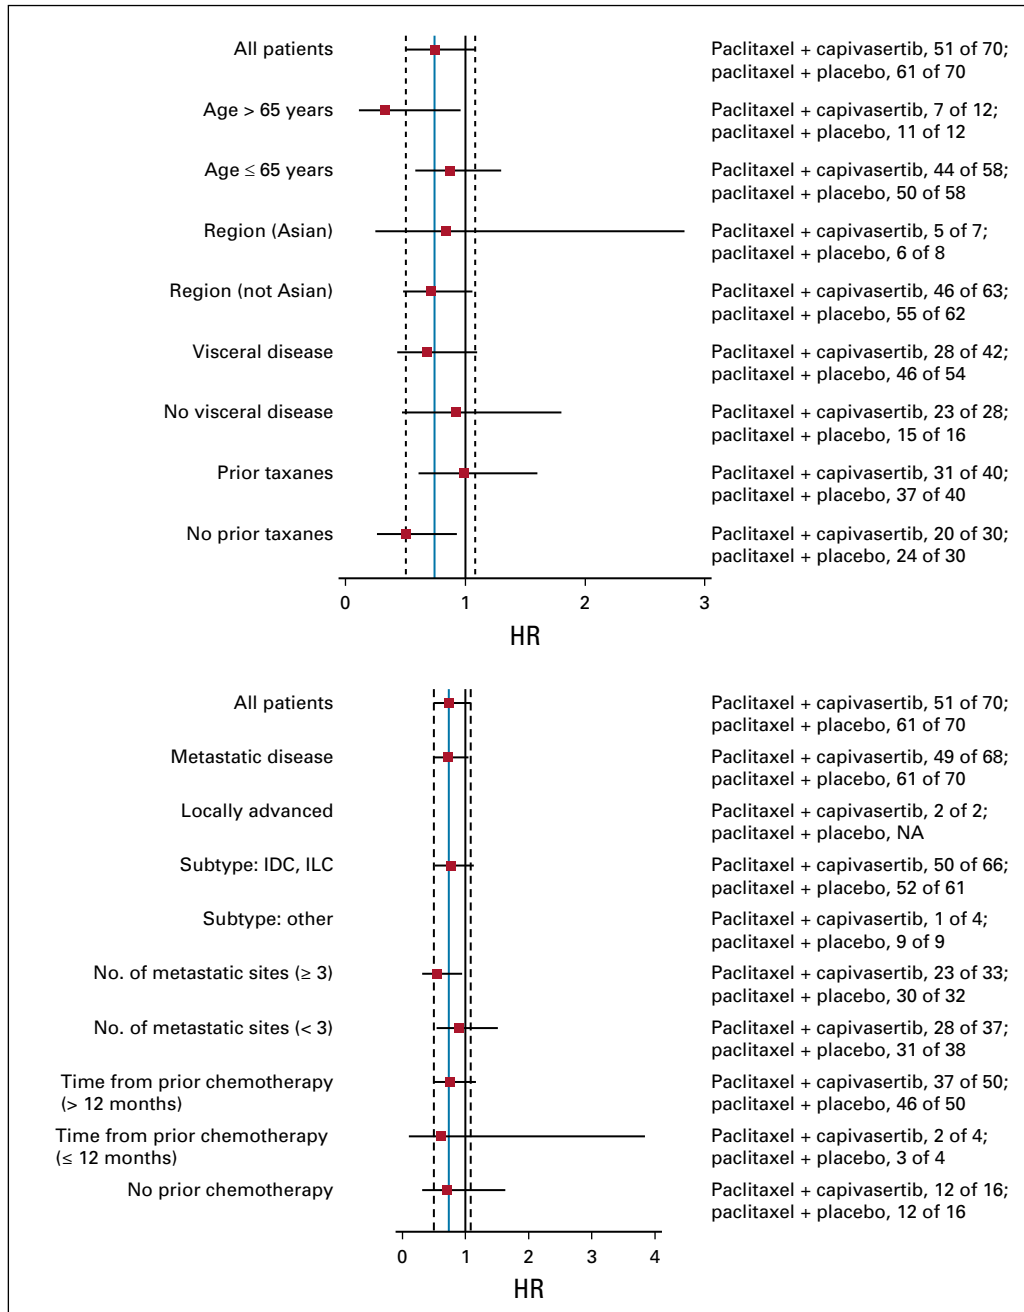 All patients
Paclitaxel + capivasertib, 51 of 70;
paclitaxel + placebo, 61 of 70
Age > 65 years
Paclitaxel + capivasertib, 7 of 12;
paclitaxel + placebo, 11 of 12
Age ≤ 65 years
Paclitaxel + capivasertib, 44 of 58;
paclitaxel + placebo, 50 of 58
Region (Asian)
Paclitaxel + capivasertib, 5 of 7;
paclitaxel + placebo, 6 of 8
Region (not Asian)
Paclitaxel + capivasertib, 46 of 63;
paclitaxel + placebo, 55 of 62
Visceral disease
Paclitaxel + capivasertib, 28 of 42;
paclitaxel + placebo, 46 of 54
No visceral disease
Paclitaxel + capivasertib, 23 of 28;
paclitaxel + placebo, 15 of 16
Prior taxanes
Paclitaxel + capivasertib, 31 of 40;
paclitaxel + placebo, 37 of 40
No prior taxanes
Paclitaxel + capivasertib, 20 of 30;
paclitaxel + placebo, 24 of 30
0 1 2 3
HR
All patients
Paclitaxel + capivasertib, 51 of 70;
paclitaxel + placebo, 61 of 70
Metastatic disease
Paclitaxel + capivasertib, 49 of 68;
paclitaxel + placebo, 61 of 70
Locally advanced
Paclitaxel + capivasertib, 2 of 2;
paclitaxel + placebo, NA
Subtype: IDC, ILC
Paclitaxel + capivasertib, 50 of 66;
paclitaxel + placebo, 52 of 61
Subtype: other
Paclitaxel + capivasertib, 1 of 4;
paclitaxel + placebo, 9 of 9
No. of metastatic sites (≥ 3)
Paclitaxel + capivasertib, 23 of 33;
paclitaxel + placebo, 30 of 32
No. of metastatic sites (< 3)
Paclitaxel + capivasertib, 28 of 37;
paclitaxel + placebo, 31 of 38
Time from prior chemotherapy
(> 12 months)
Paclitaxel + capivasertib, 37 of 50;
paclitaxel + placebo, 46 of 50
Time from prior chemotherapy
(≤ 12 months)
Paclitaxel + capivasertib, 2 of 4;
paclitaxel + placebo, 3 of 4
No prior chemotherapy
Paclitaxel + capivasertib, 12 of 16;
paclitaxel + placebo, 12 of 16
0 1 2 3 4
HR